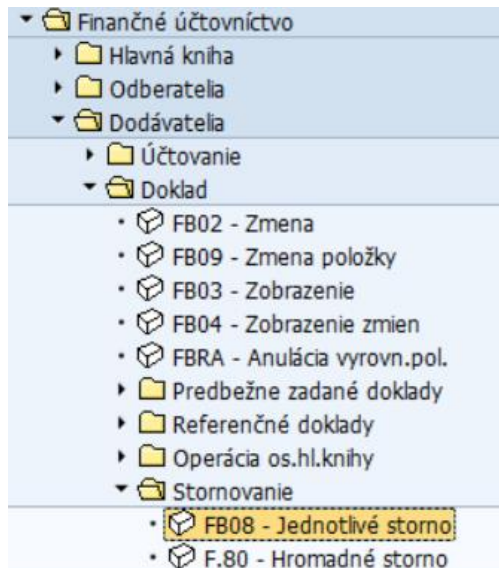 Finančné účtovníctvo
Hlavná kniha
Odberatelia
Dodávatelia
Účtovanie
Doklad
FB02 - Zmena
FB09 - Zmena položky
FB03 - Zobrazenie
FB04 - Zobrazenie zmien
FBRA - Anulácia vyrovn.pol.
Predbežne zadané doklady
Referenčné doklady
Operácia os.hl.knihy
Stornovanie
FB08 - Jednotlivé storno
F.80 - Hromadné storno